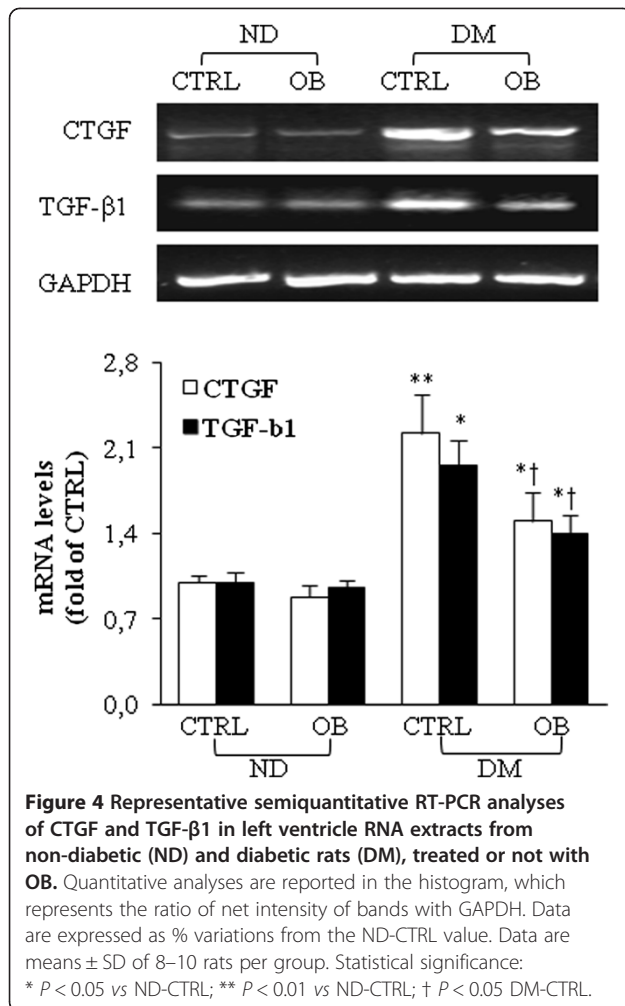 ND DM
CTRL OB CTRL OB
CTGF
TGF-β1
GAPDH
2,8
2,1
1,4
0,7
0,0
mRNA levels
(fold of CTRL)
CTGF
TGF-b1
** * *† *†
CTRL OB CTRL OB
ND DM
Figure 4 Representative semiquantitative RT-PCR analyses
of CTGF and TGF-β1 in left ventricle RNA extracts from
non-diabetic (ND) and diabetic rats (DM), treated or not with
OB. Quantitative analyses are reported in the histogram, which
represents the ratio of net intensity of bands with GAPDH. Data
are expressed as % variations from the ND-CTRL value. Data are
means ± SD of 8–10 rats per group. Statistical significance:
* P < 0.05 vs ND-CTRL; ** P < 0.01 vs ND-CTRL; † P < 0.05 DM-CTRL.